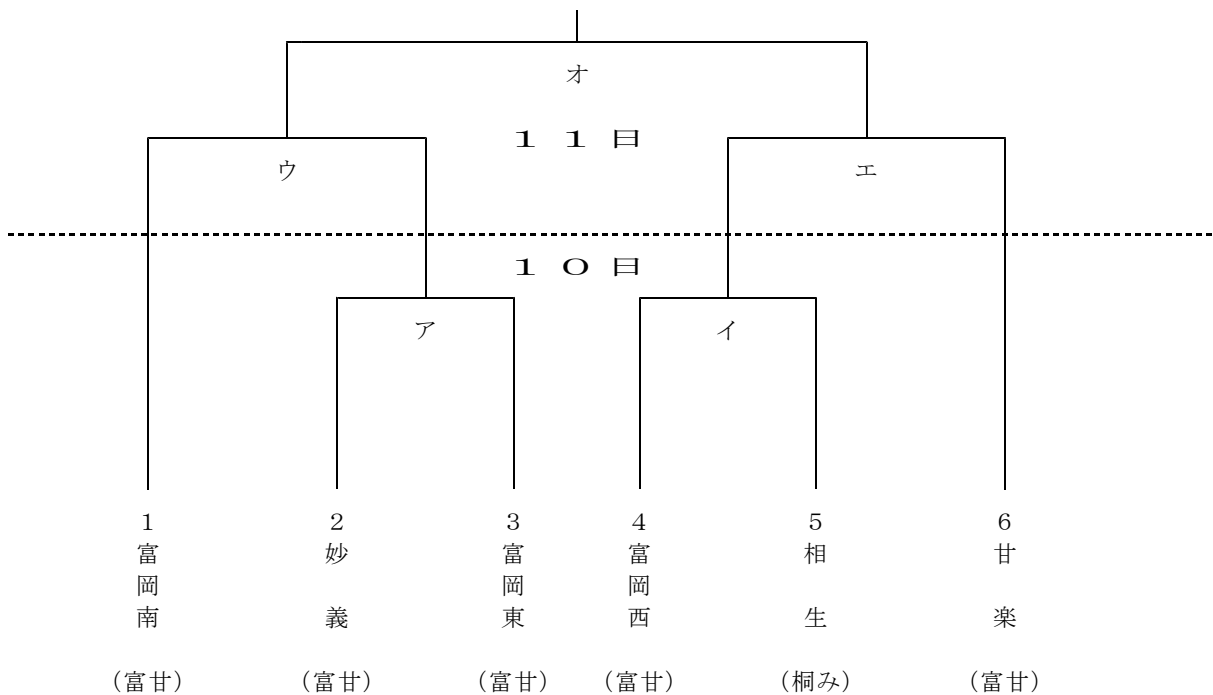 オ
１１日
ウ エ
１０日
ア イ
１ ２ ３ ４ ５ ６
富岡南 妙義 富岡東 富岡西 相生 甘楽
（富甘） （富甘） （富甘） （富甘） （桐み） （富甘）